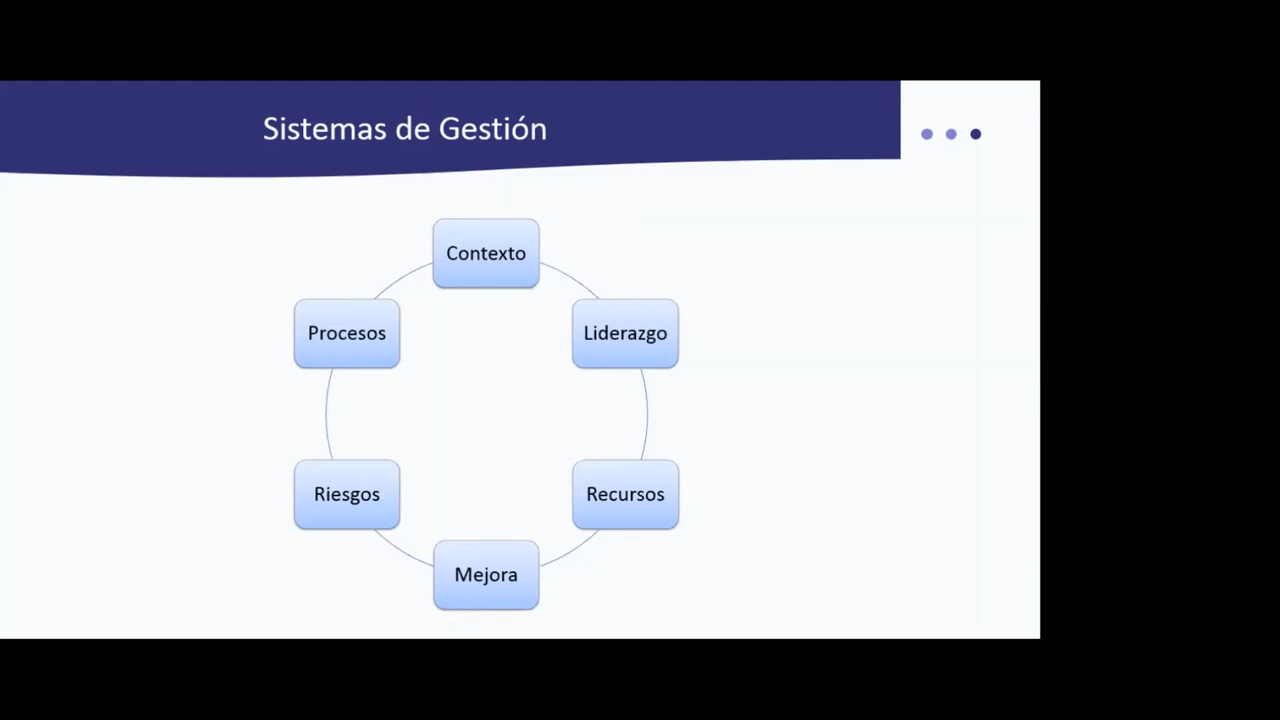 Sistemas de Gestión
Contexto
Procesos
Liderazgo
Riesgos
Recursos
Mejora